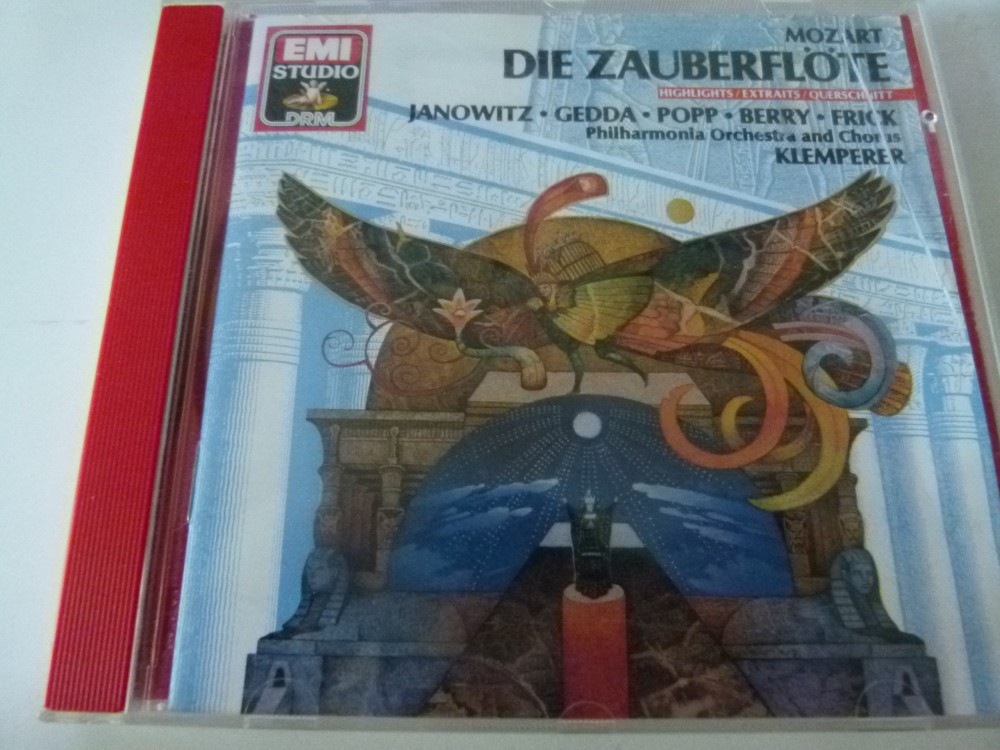 EMI
STUDIO
DRM
MOZART
DIE ZAUBERFLÖTE
HIGHLIGHTS/EXTRAITS/QUERSCHNITT
JANOWITZ · GEDDA · POPP · BERRY · FRICK
Philharmonia Orchestra and Chorus
KLEMPERER